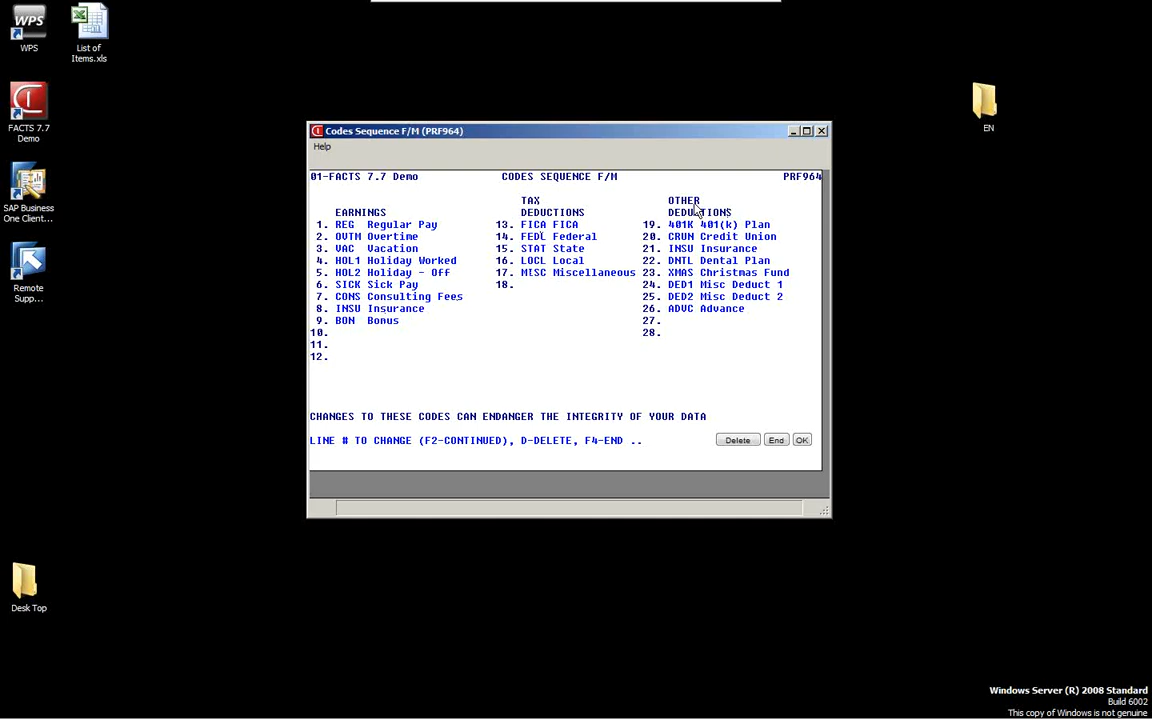 WPS
WPS
List of
Items.xls
FACTS 7.7
Demo
SAP Business
One Client...
Remote
Supp...
Desk Top
EN
Codes Sequence F/M (PRF964)
Help
01-FACTS 7.7 Demo CODES SEQUENCE F/M PRF964
TAX OTHER
EARNINGS DEDUCTIONS DEDUCTIONS
1. REG Regular Pay 13. FICA FICA 19. 401K 401(k) Plan
2. OVTM Overtime 14. FEDL Federal 20. CRUN Credit Union
3. VAC Vacation 15. STAT State 21. INSU Insurance
4. HOL1 Holiday Worked 16. LOCL Local 22. DNTL Dental Plan
5. HOL2 Holiday - Off 17. MISC Miscellaneous 23. XMAS Christmas Fund
6. SICK Sick Pay 18. 24. DED1 Misc Deduct 1
7. CONS Consulting Fees 25. DED2 Misc Deduct 2
8. INSU Insurance 26. ADVC Advance
9. BON Bonus 27.
10. 28.
11.
12.
CHANGES TO THESE CODES CAN ENDANGER THE INTEGRITY OF YOUR DATA
LINE # TO CHANGE (F2-CONTINUED), D-DELETE, F4-END .. Delete End OK
Windows Server (R) 2008 Standard
Build 6002
This copy of Windows is not genuine